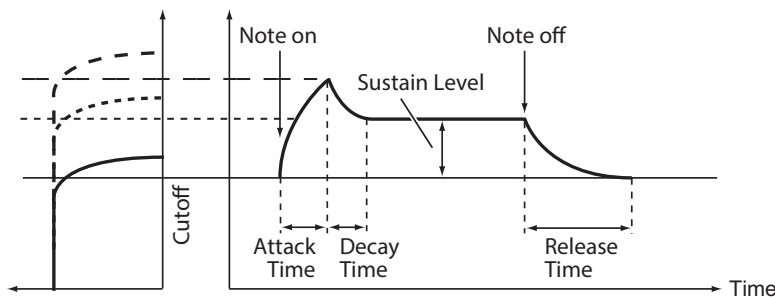 Note on
Note off
Sustain Level
Cutoff
Attack
Time
Decay
Time
Release
Time
Time